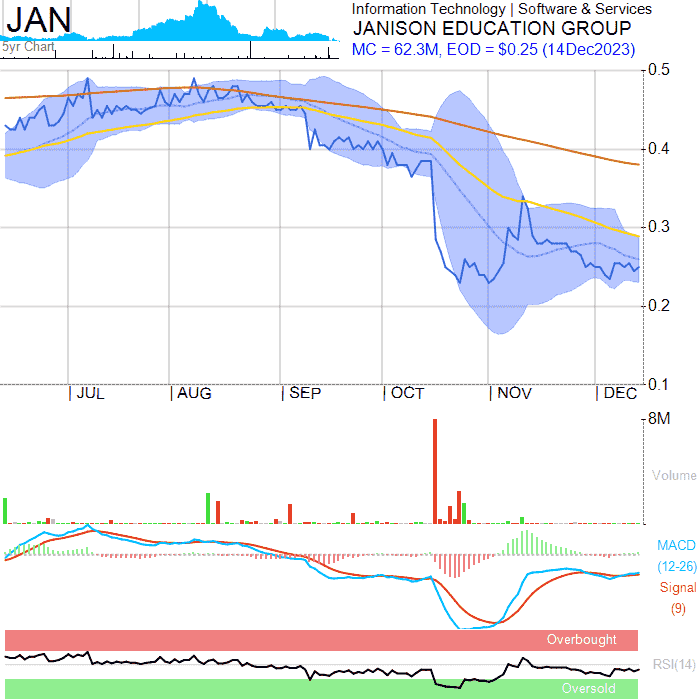 JAN
5yr Chart
Information Technology | Software & Services
JANISON EDUCATION GROUP
MC = 62.3M, EOD = $0.25 (14Dec2023)
0.5
0.4
0.3
0.2
0.1
| JUL | AUG | SEP | OCT | NOV | DEC
8M
Volume
MACD
(12-26)
Signal
(9)
Overbought
RSI(14)
Oversold